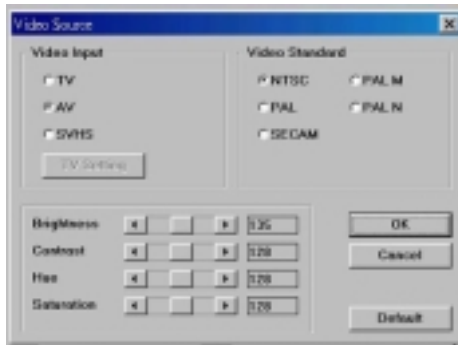 Video Source
Video Input
TV
AV
SVHS
TV Setting
Video Standard
NTSC
PAL M
PAL
PAL N
SECAM
Brightness 135
Contrast 128
Hue 128
Saturation 128
OK
Cancel
Default